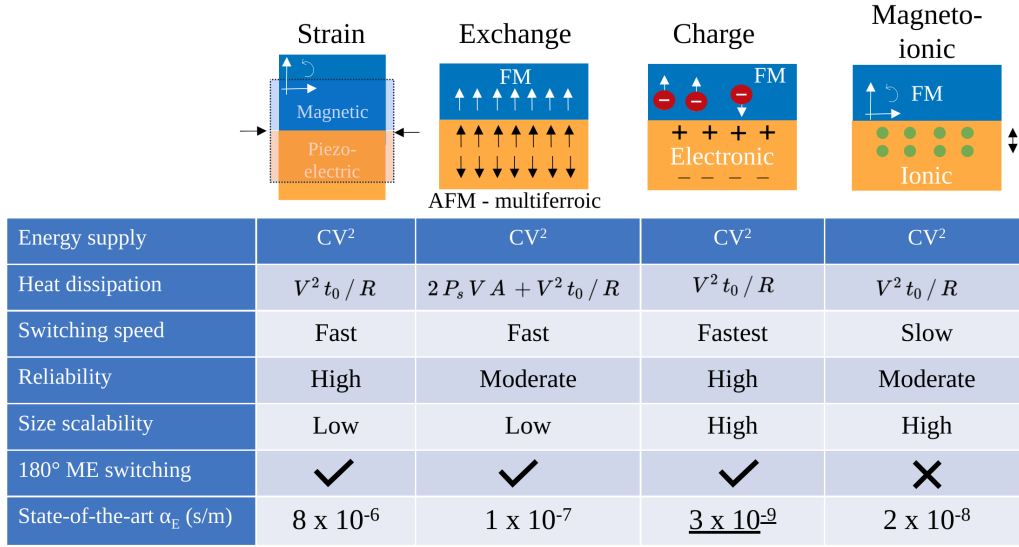 Strain
Exchange
Charge
Magneto-
ionic
Magnetic
Piezo-
electric
FM
AFM - multiferroic
FM
− − −
+ + + +
Electronic
− − − −
FM
Ionic
Energy supply CV² CV² CV² CV²
Heat dissipation V² t₀ / R 2 Pₛ V A + V² t₀ / R V² t₀ / R V² t₀ / R
Switching speed Fast Fast Fastest Slow
Reliability High Moderate High Moderate
Size scalability Low Low High High
180° ME switching ✓ ✓ ✓ ✕
State-of-the-art α_E (s/m) 8 x 10⁻⁶ 1 x 10⁻⁷ 3 x 10⁻⁹ 2 x 10⁻⁸